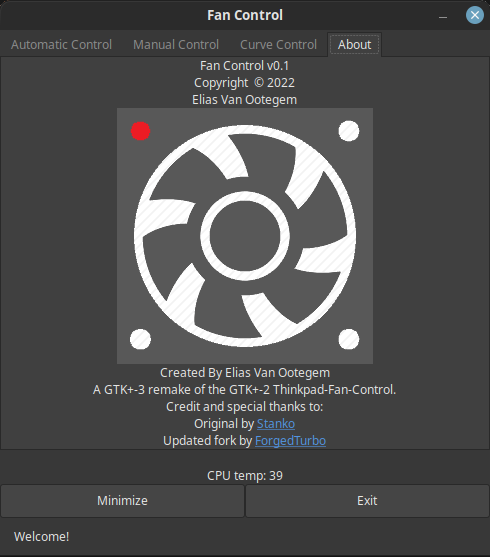 Fan Control
Automatic Control Manual Control Curve Control About
Fan Control v0.1
Copyright © 2022
Elias Van Ootegem
Created By Elias Van Ootegem
A GTK+-3 remake of the GTK+-2 Thinkpad-Fan-Control.
Credit and special thanks to:
Original by Stanko
Updated fork by ForgedTurbo
CPU temp: 39
Minimize Exit
Welcome!